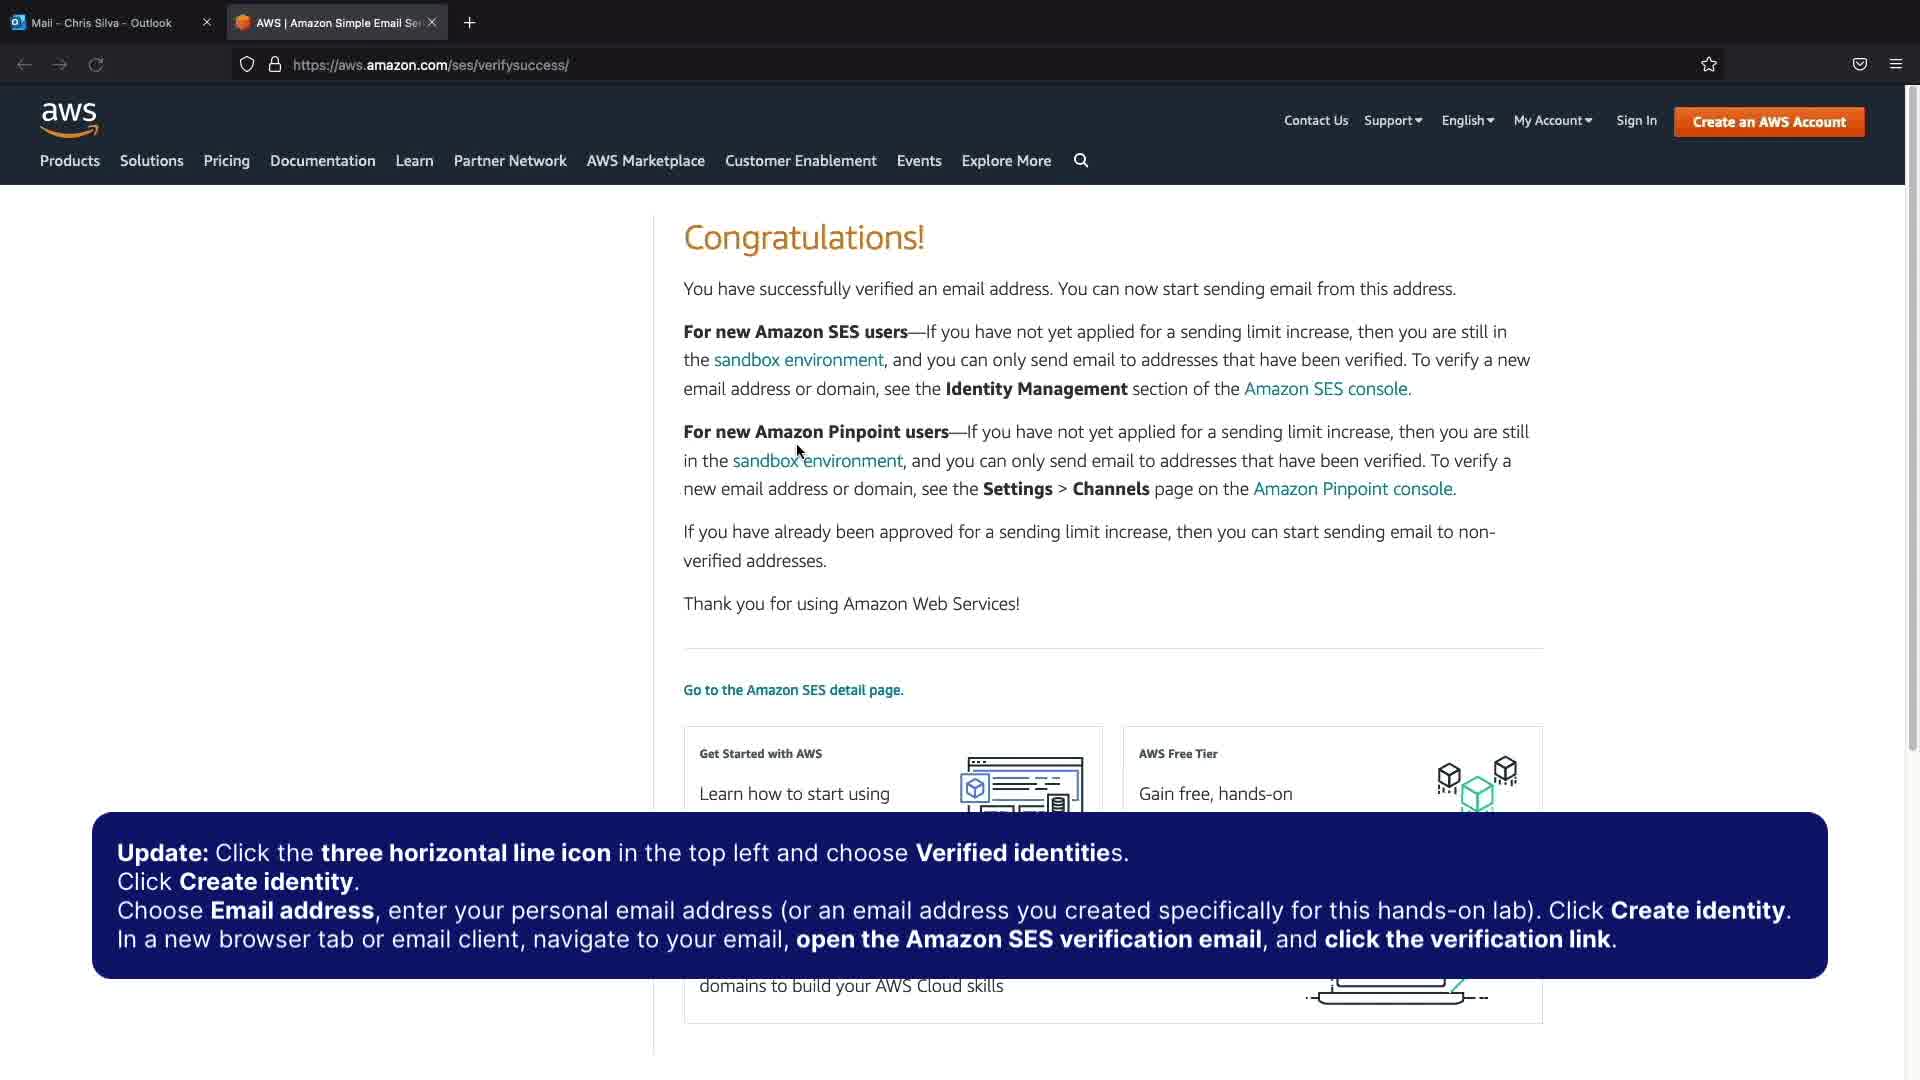 Mail - Chris Silva - Outlook
AWS | Amazon Simple Email Ser
https://aws.amazon.com/ses/verifysuccess/
aws
Contact Us Support English My Account Sign In Create an AWS Account
Products Solutions Pricing Documentation Learn Partner Network AWS Marketplace Customer Enablement Events Explore More
Congratulations!
You have successfully verified an email address. You can now start sending email from this address.
For new Amazon SES users—If you have not yet applied for a sending limit increase, then you are still in
the sandbox environment, and you can only send email to addresses that have been verified. To verify a new
email address or domain, see the Identity Management section of the Amazon SES console.
For new Amazon Pinpoint users—If you have not yet applied for a sending limit increase, then you are still
in the sandbox environment, and you can only send email to addresses that have been verified. To verify a
new email address or domain, see the Settings > Channels page on the Amazon Pinpoint console.
If you have already been approved for a sending limit increase, then you can start sending email to non-
verified addresses.
Thank you for using Amazon Web Services!
Go to the Amazon SES detail page.
Get Started with AWS
Learn how to start using
AWS Free Tier
Gain free, hands-on
Update: Click the three horizontal line icon in the top left and choose Verified identities.
Click Create identity.
Choose Email address, enter your personal email address (or an email address you created specifically for this hands-on lab). Click Create identity.
In a new browser tab or email client, navigate to your email, open the Amazon SES verification email, and click the verification link.
domains to build your AWS Cloud skills